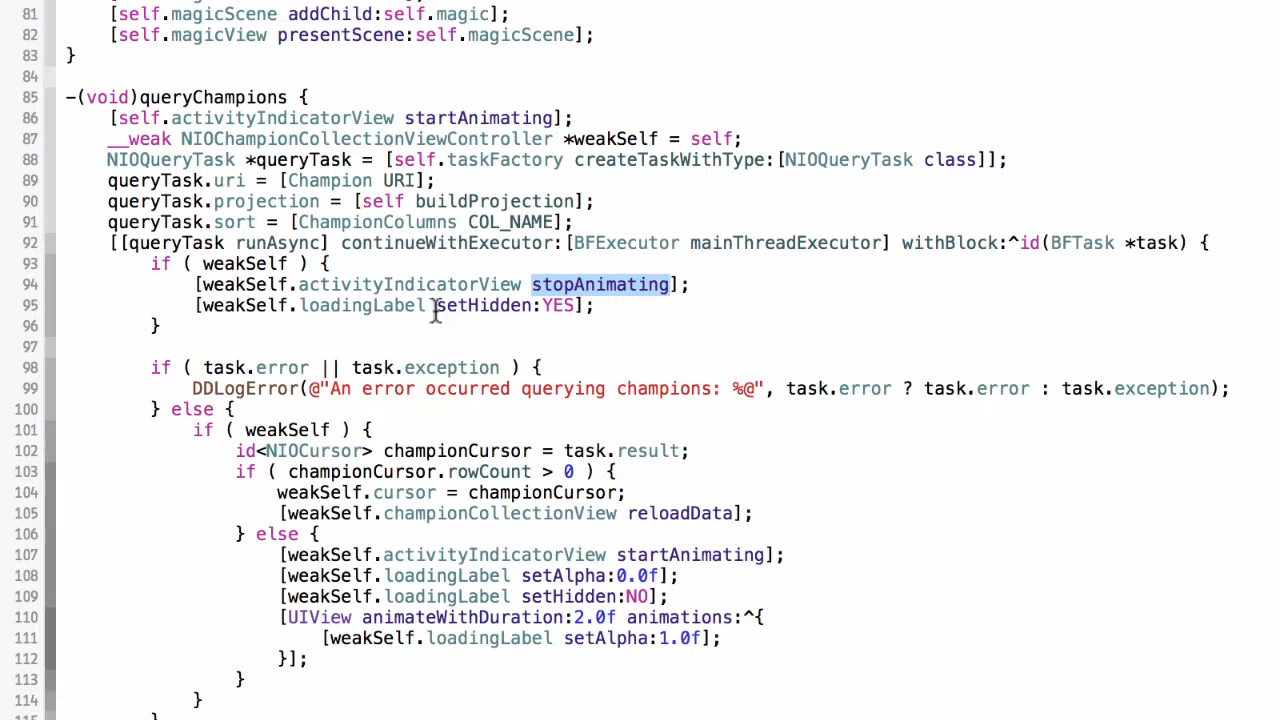 81 [self.magicScene addChild:self.magic];
82 [self.magicView presentScene:self.magicScene];
83 }
84
85 -(void)queryChampions {
86 [self.activityIndicatorView startAnimating];
87 __weak NIOChampionCollectionViewController *weakSelf = self;
88 NIOQueryTask *queryTask = [self.taskFactory createTaskWithType:[NIOQueryTask class]];
89 queryTask.uri = [Champion URI];
90 queryTask.projection = [self buildProjection];
91 queryTask.sort = [ChampionColumns COL_NAME];
92 [[queryTask runAsync] continueWithExecutor:[BFExecutor mainThreadExecutor] withBlock:^id(BFTask *task) {
93 if ( weakSelf ) {
94 [weakSelf.activityIndicatorView stopAnimating];
95 [weakSelf.loadingLabel setHidden:YES];
96 }
97
98 if ( task.error || task.exception ) {
99 DDLogError(@"An error occurred querying champions: %@", task.error ? task.error : task.exception);
100 } else {
101 if ( weakSelf ) {
102 id<NIOCursor> championCursor = task.result;
103 if ( championCursor.rowCount > 0 ) {
104 weakSelf.cursor = championCursor;
105 [weakSelf.championCollectionView reloadData];
106 } else {
107 [weakSelf.activityIndicatorView startAnimating];
108 [weakSelf.loadingLabel setAlpha:0.0f];
109 [weakSelf.loadingLabel setHidden:NO];
110 [UIView animateWithDuration:2.0f animations:^{
111 [weakSelf.loadingLabel setAlpha:1.0f];
112 }];
113 }
114 }
115 }